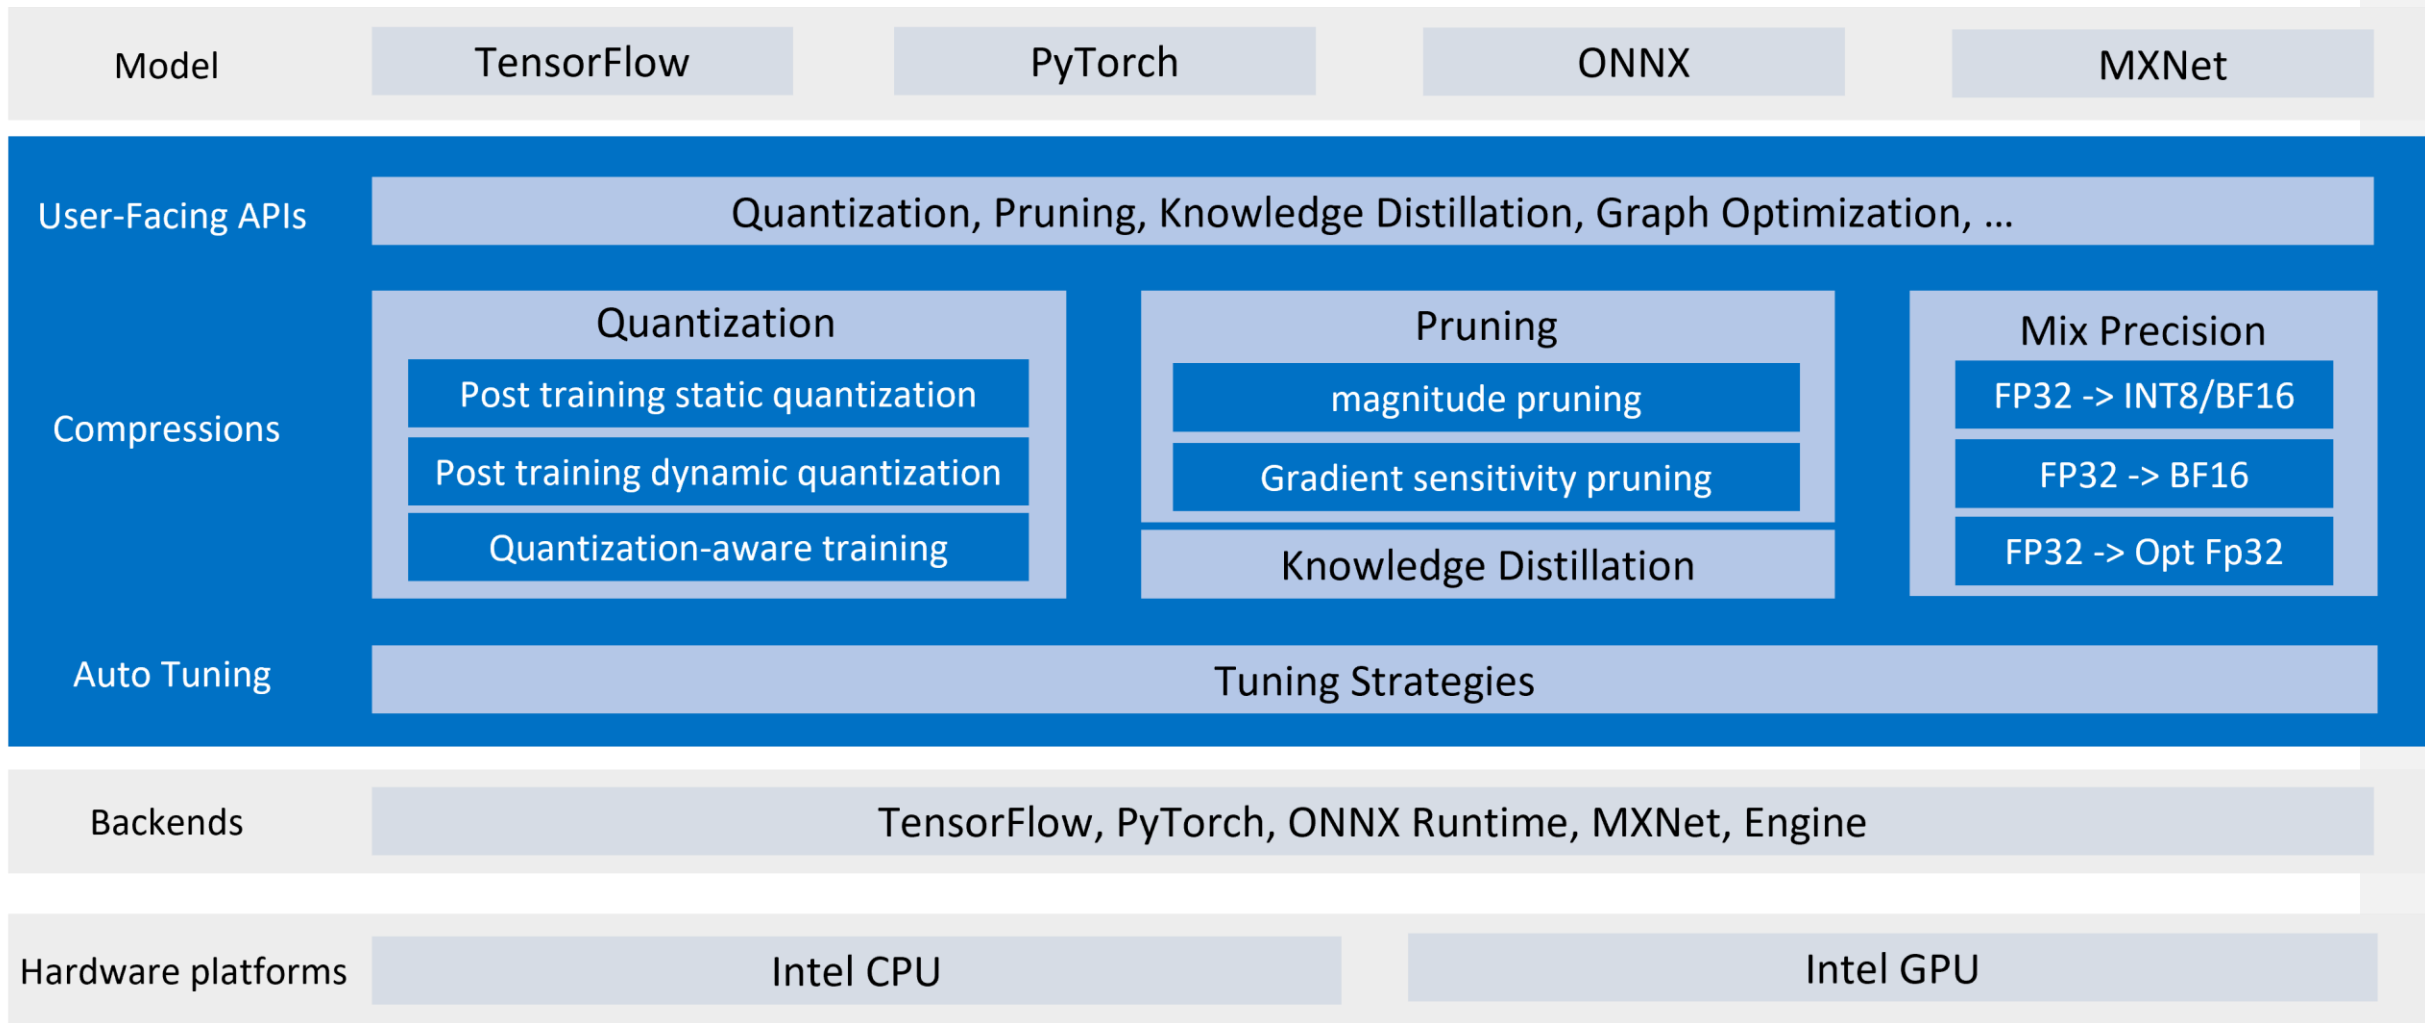 Model
TensorFlow
PyTorch
ONNX
MXNet
User-Facing APIs
Quantization, Pruning, Knowledge Distillation, Graph Optimization, ...
Compressions
Quantization
Post training static quantization
Post training dynamic quantization
Quantization-aware training
Pruning
magnitude pruning
Gradient sensitivity pruning
Knowledge Distillation
Mix Precision
FP32 -> INT8/BF16
FP32 -> BF16
FP32 -> Opt Fp32
Auto Tuning
Tuning Strategies
Backends
TensorFlow, PyTorch, ONNX Runtime, MXNet, Engine
Hardware platforms
Intel CPU
Intel GPU